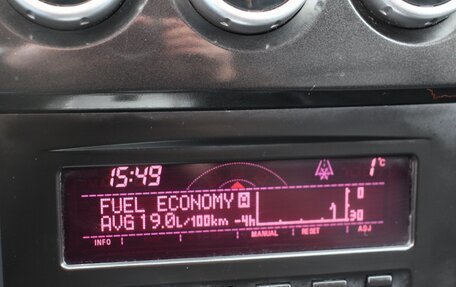 15:49 1°C
FUEL ECONOMY A 0
AVG 19.0L/100km -4h 30
INFO MANUAL RESET ADJ